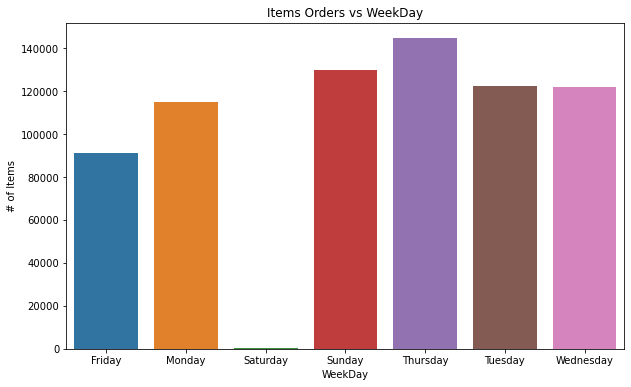 Items Orders vs WeekDay
# of Items
140000
120000
100000
80000
60000
40000
20000
0
Friday Monday Saturday Sunday Thursday Tuesday Wednesday
WeekDay